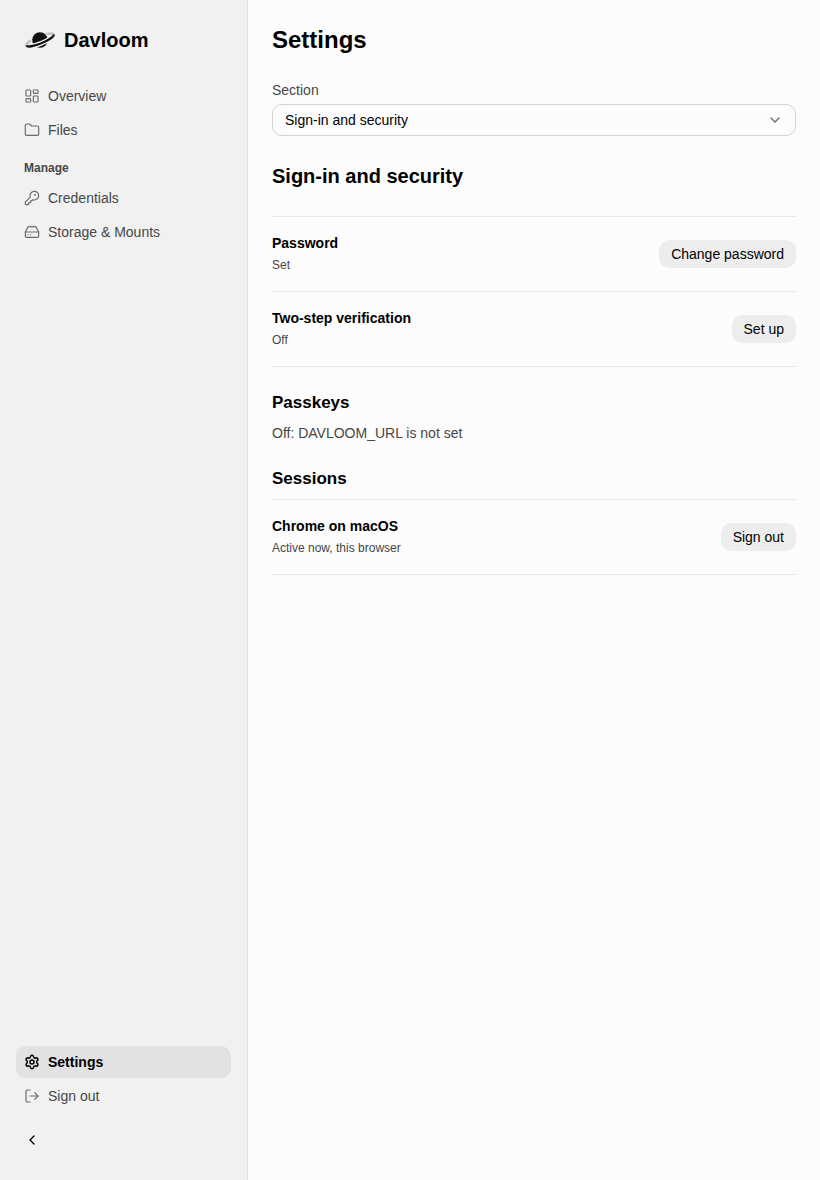 Davloom
Overview
Files
Manage
Credentials
Storage & Mounts
Settings
Sign out
Settings
Section
Sign-in and security
Sign-in and security
Password
Set
Change password
Two-step verification
Off
Set up
Passkeys
Off: DAVLOOM_URL is not set
Sessions
Chrome on macOS
Active now, this browser
Sign out